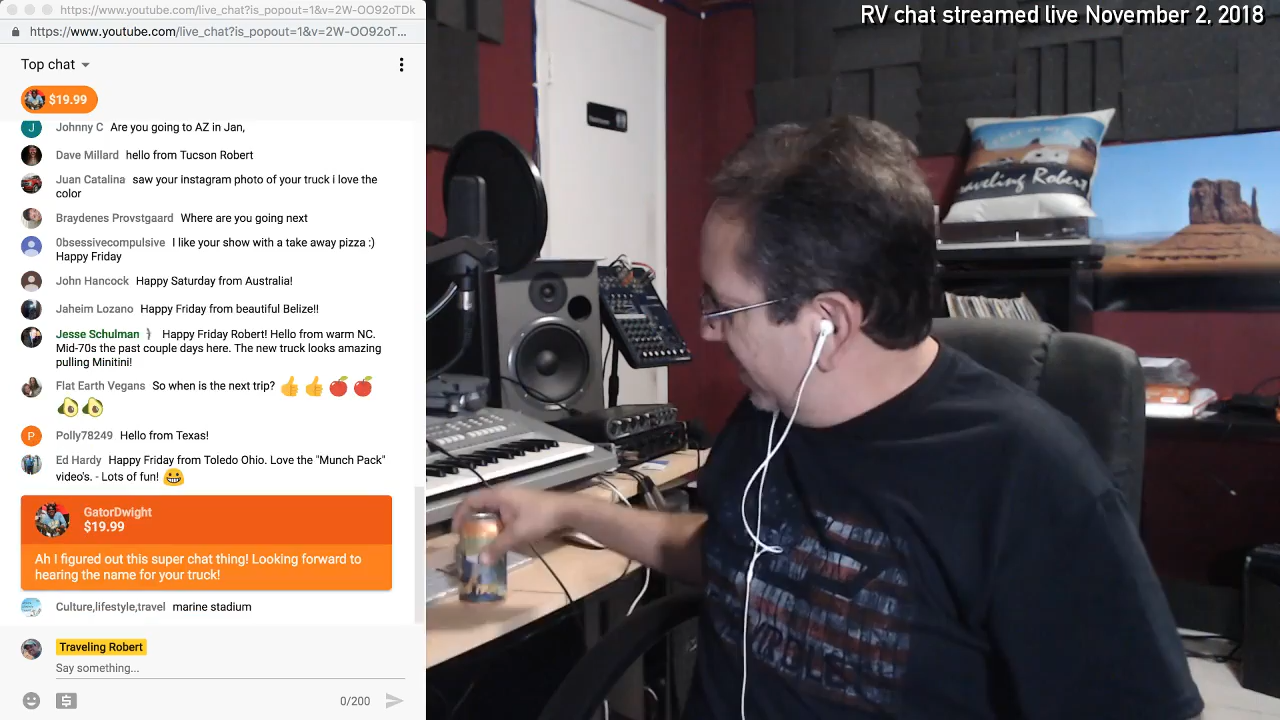 https://www.youtube.com/live_chat?is_popout=1&v=2W-OO92oTDk
RV chat streamed live November 2, 2018
https://www.youtube.com/live_chat?is_popout=1&v=2W-OO92oT...
Top chat
$19.99
Johnny C Are you going to AZ in Jan,
Dave Millard hello from Tucson Robert
Juan Catalina saw your instagram photo of your truck i love the
color
Braydenes Provstgaard Where are you going next
0bsessivecompulsive I like your show with a take away pizza :)
Happy Friday
John Hancock Happy Saturday from Australia!
Jaheim Lozano Happy Friday from beautiful Belize!!
Jesse Schulman Happy Friday Robert! Hello from warm NC.
Mid-70s the past couple days here. The new truck looks amazing
pulling Minitini!
Flat Earth Vegans So when is the next trip? 👍 👍 🍎 🍎
🥑 🥑
Polly78249 Hello from Texas!
Ed Hardy Happy Friday from Toledo Ohio. Love the "Munch Pack"
video's. - Lots of fun! 😀
GatorDwight
$19.99
Ah I figured out this super chat thing! Looking forward to
hearing the name for your truck!
Culture,lifestyle,travel marine stadium
Traveling Robert
Say something...
0/200
Traveling Robert